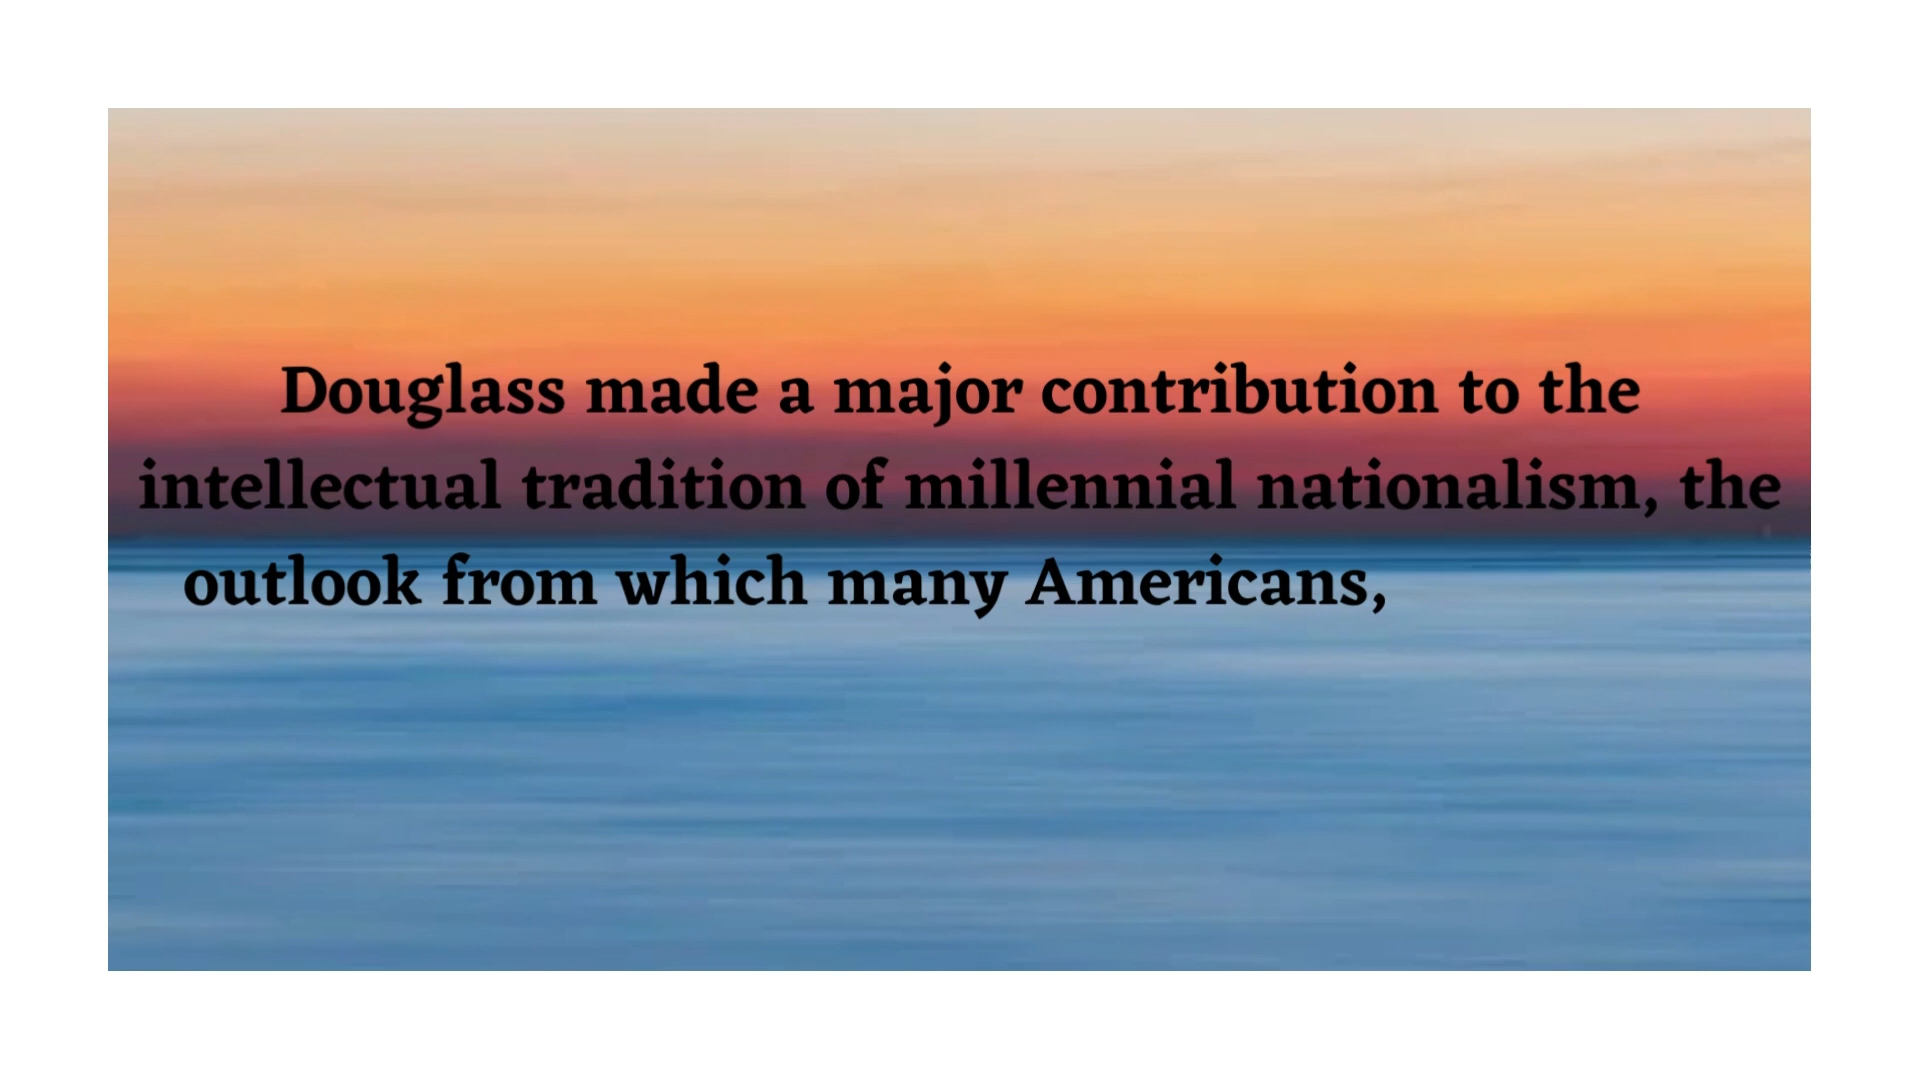 Douglass made a major contribution to the
intellectual tradition of millennial nationalism, the
outlook from which many Americans,